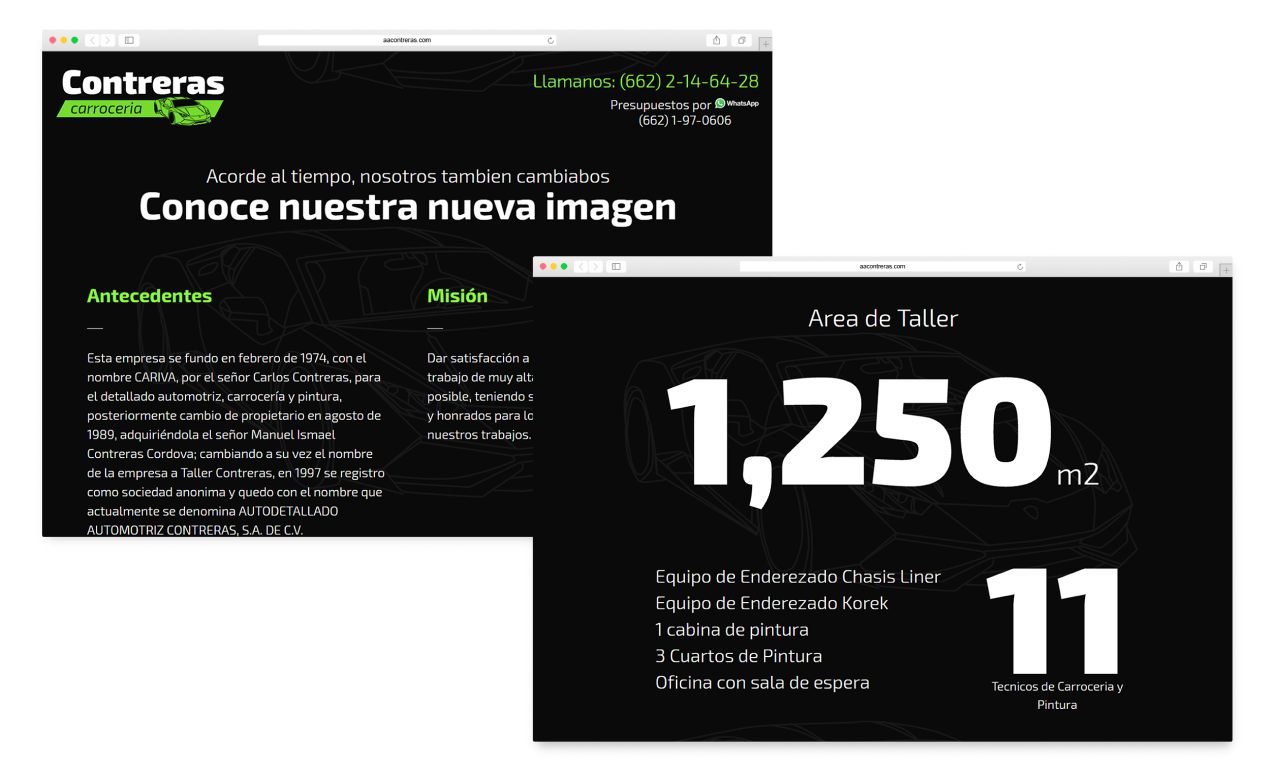 aacontreras.com
Contreras
carroceria
Llamanos: (662) 2-14-64-28
Presupuestos por WhatsApp
(662) 1-97-0606
Acorde al tiempo, nosotros tambien cambiabos
Conoce nuestra nueva imagen
Antecedentes
Esta empresa se fundo en febrero de 1974, con el
nombre CARIVA, por el señor Carlos Contreras, para
el detallado automotriz, carrocería y pintura,
posteriormente cambio de propietario en agosto de
1989, adquiriéndola el señor Manuel Ismael
Contreras Cordova; cambiando a su vez el nombre
de la empresa a Taller Contreras, en 1997 se registro
como sociedad anonima y quedo con el nombre que
actualmente se denomina AUTODETALLADO
AUTOMOTRIZ CONTRERAS, S.A. DE C.V.
Misión
Dar satisfacción a
trabajo de muy alt
posible, teniendo s
y honrados para lo
nuestros trabajos.
aacontreras.com
Area de Taller
1,250 m2
Equipo de Enderezado Chasis Liner
Equipo de Enderezado Korek
1 cabina de pintura
3 Cuartos de Pintura
Oficina con sala de espera
11
Tecnicos de Carroceria y
Pintura